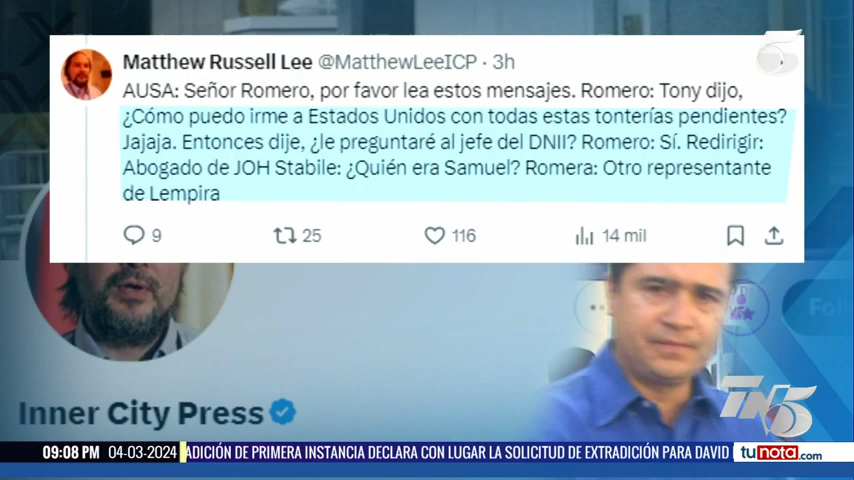 Matthew Russell Lee @MatthewLeeICP · 3h
AUSA: Señor Romero, por favor lea estos mensajes. Romero: Tony dijo,
¿Cómo puedo irme a Estados Unidos con todas estas tonterías pendientes?
Jajaja. Entonces dije, ¿le preguntaré al jefe del DNII? Romero: Sí. Redirigir:
Abogado de JOH Stabile: ¿Quién era Samuel? Romera: Otro representante
de Lempira
9 25 116 14 mil
Inner City Press
TN5
09:08 PM 04-03-2024 ADICIÓN DE PRIMERA INSTANCIA DECLARA CON LUGAR LA SOLICITUD DE EXTRADICIÓN PARA DAVID tunota.com